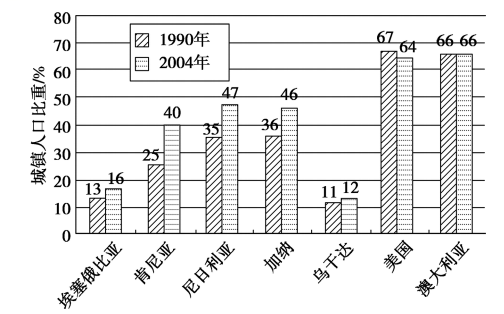 城镇人口比重/%
80
70
60
50
40
30
20
10
0
1990年
2004年
13 16
25 40
35 47
36 46
11 12
67 64
66 66
埃塞俄比亚
肯尼亚
尼日利亚
加纳
乌干达
美国
澳大利亚